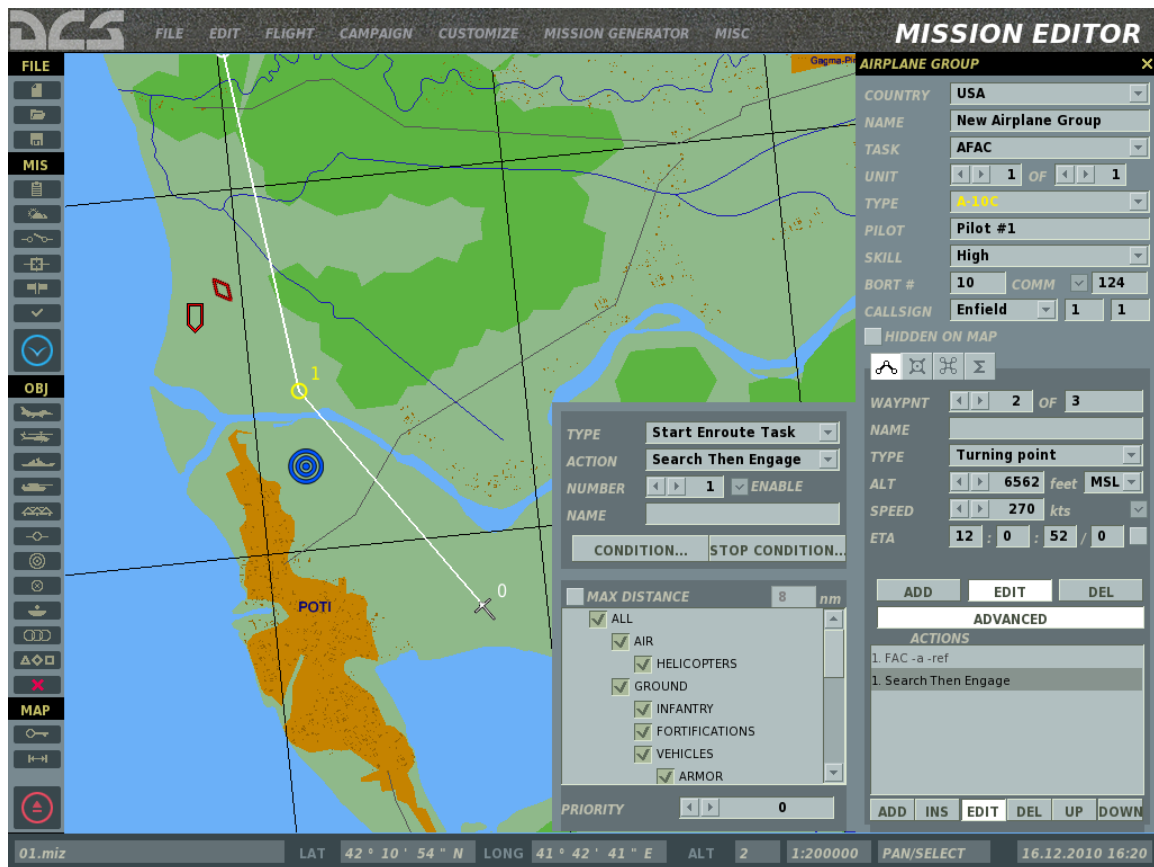 DCS
FILE EDIT FLIGHT CAMPAIGN CUSTOMIZE MISSION GENERATOR MISC
MISSION EDITOR
FILE
MIS
OBJ
MAP
1
0
POTI
AIRPLANE GROUP
COUNTRY USA
NAME New Airplane Group
TASK AFAC
UNIT 1 OF 1
TYPE A-10C
PILOT Pilot #1
SKILL High
BORT # 10 COMM 124
CALLSIGN Enfield 1 1
HIDDEN ON MAP
Σ
WAYPNT 2 OF 3
NAME
TYPE Turning point
ALT 6562 feet MSL
SPEED 270 kts
ETA 12 : 0 : 52 / 0
ADD EDIT DEL
ADVANCED
ACTIONS
1. FAC -a -ref
1. Search Then Engage
ADD INS EDIT DEL UP DOWN
TYPE Start Enroute Task
ACTION Search Then Engage
NUMBER 1 ENABLE
NAME
CONDITION... STOP CONDITION...
MAX DISTANCE 8 nm
ALL
AIR
HELICOPTERS
GROUND
INFANTRY
FORTIFICATIONS
VEHICLES
ARMOR
PRIORITY 0
01.miz LAT 42 ° 10 ' 54 " N LONG 41 ° 42 ' 41 " E ALT 2 1:200000 PAN/SELECT 16.12.2010 16:20